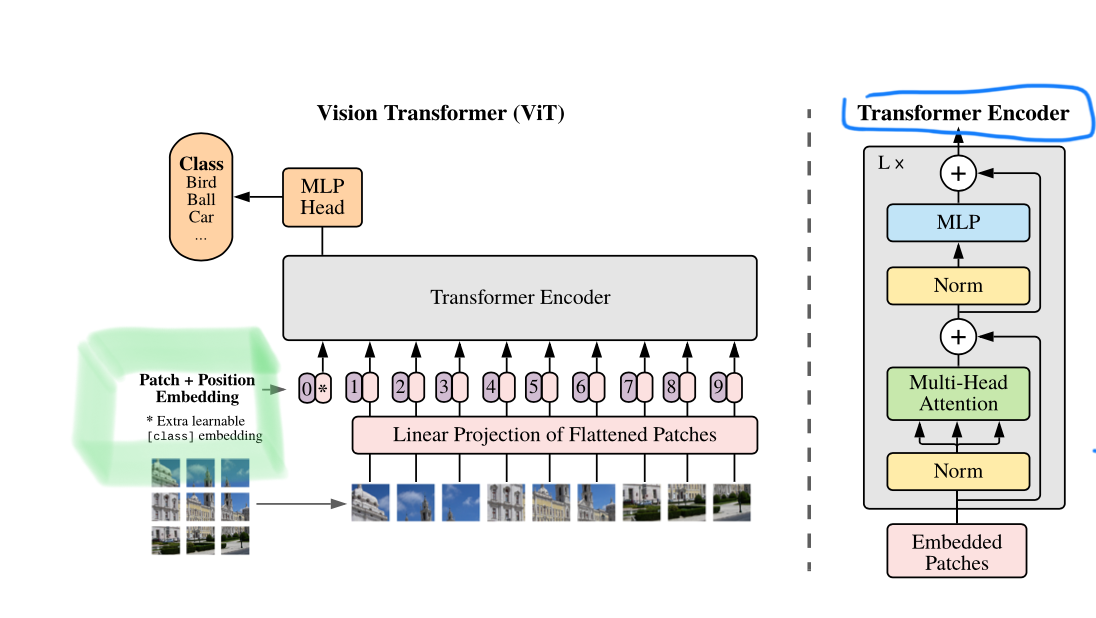 Vision Transformer (ViT)
Class
Bird
Ball
Car
...
MLP
Head
Transformer Encoder
Patch + Position
Embedding
* Extra learnable
[class] embedding
0 * 1 2 3 4 5 6 7 8 9
Linear Projection of Flattened Patches
Transformer Encoder
L ×
+
MLP
Norm
+
Multi-Head
Attention
Norm
Embedded
Patches